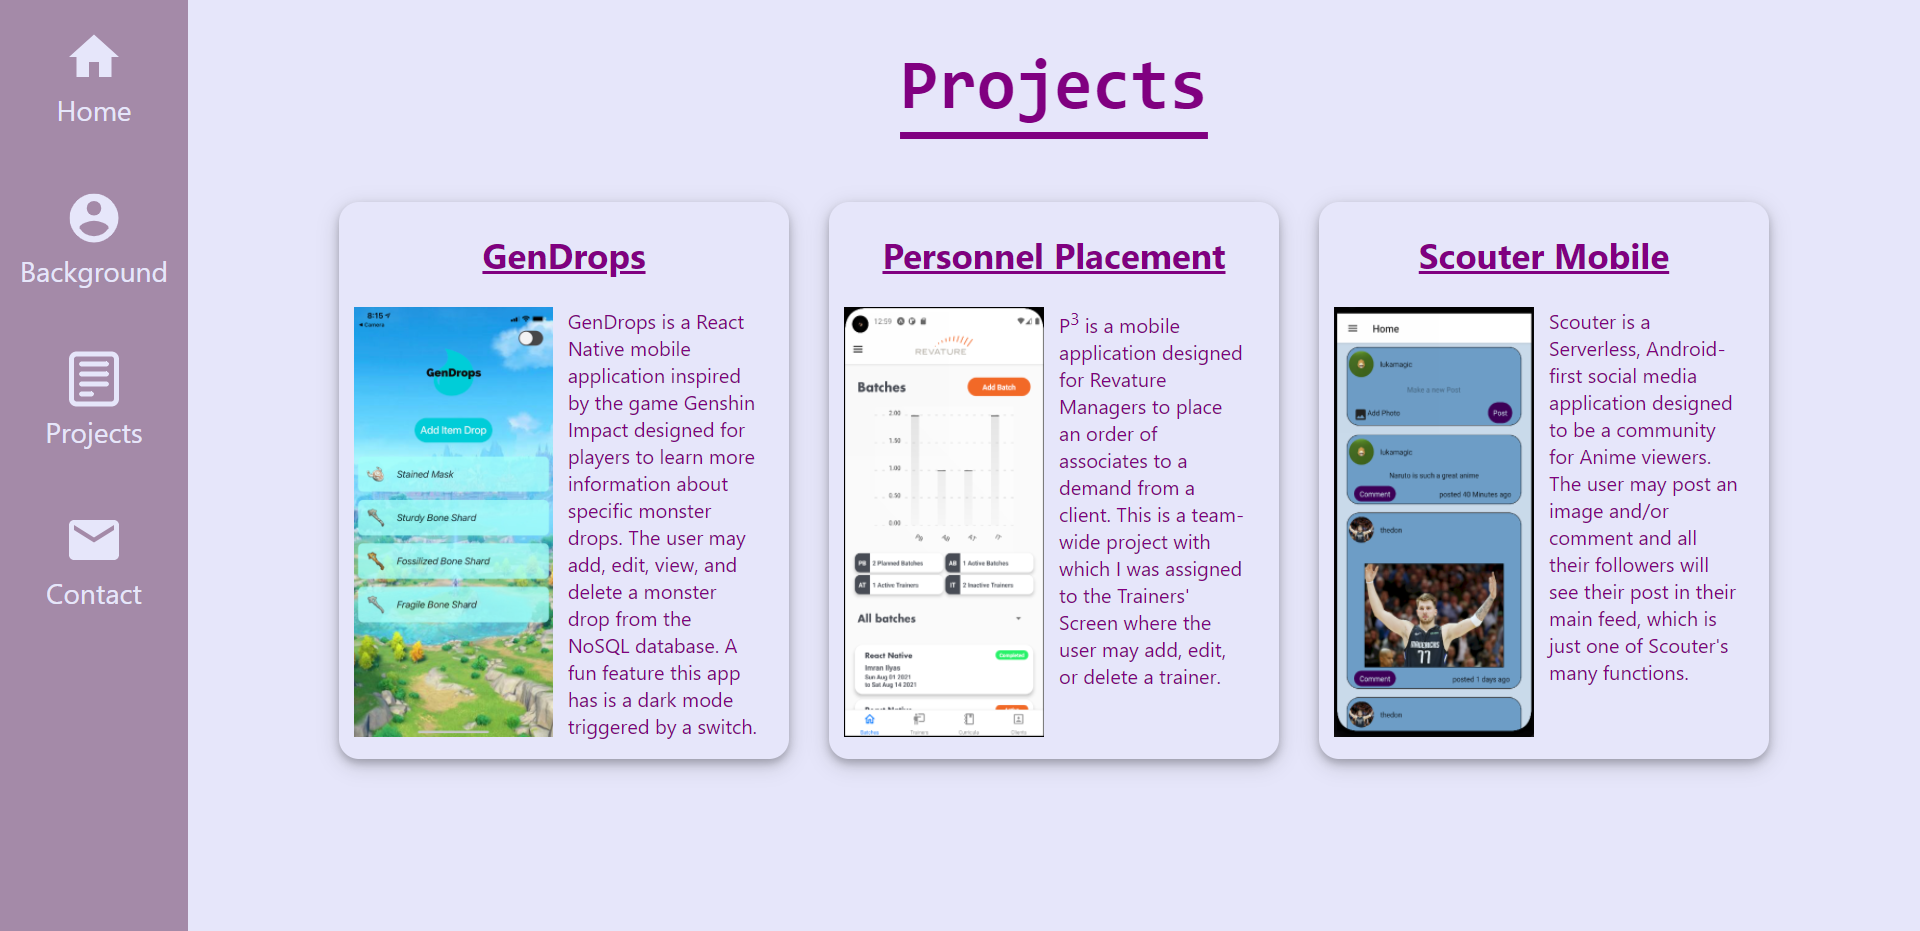 Home
Background
Projects
Contact
Projects
GenDrops
8:15
Camera
GenDrops
Add Item Drop
Stained Mask
Sturdy Bone Shard
Fossilized Bone Shard
Fragile Bone Shard
GenDrops is a React
Native mobile
application inspired
by the game Genshin
Impact designed for
players to learn more
information about
specific monster
drops. The user may
add, edit, view, and
delete a monster
drop from the
NoSQL database. A
fun feature this app
has is a dark mode
triggered by a switch.
Personnel Placement
12:59
REVATURE
Batches
Add Batch
2.00
1.50
1.00
0.50
0.00
PB
AB
AT
IT
PB 2 Planned Batches
AB 1 Active Batches
AT 1 Active Trainers
IT 2 Inactive Trainers
All batches
React Native
Completed
Imran Ilyas
Sun Aug 01 2021
to Sat Aug 14 2021
React Native
Batches
Trainers
Curricula
Clients
P3 is a mobile
application designed
for Revature
Managers to place
an order of
associates to a
demand from a
client. This is a team-
wide project with
which I was assigned
to the Trainers'
Screen where the
user may add, edit,
or delete a trainer.
Scouter Mobile
Home
lukamagic
Make a new Post
Add Photo
Post
lukamagic
Naruto is such a great anime
Comment
posted 40 Minutes ago
thedon
MAVERICKS
77
Comment
posted 1 days ago
thedon
Scouter is a
Serverless, Android-
first social media
application designed
to be a community
for Anime viewers.
The user may post an
image and/or
comment and all
their followers will
see their post in their
main feed, which is
just one of Scouter's
many functions.